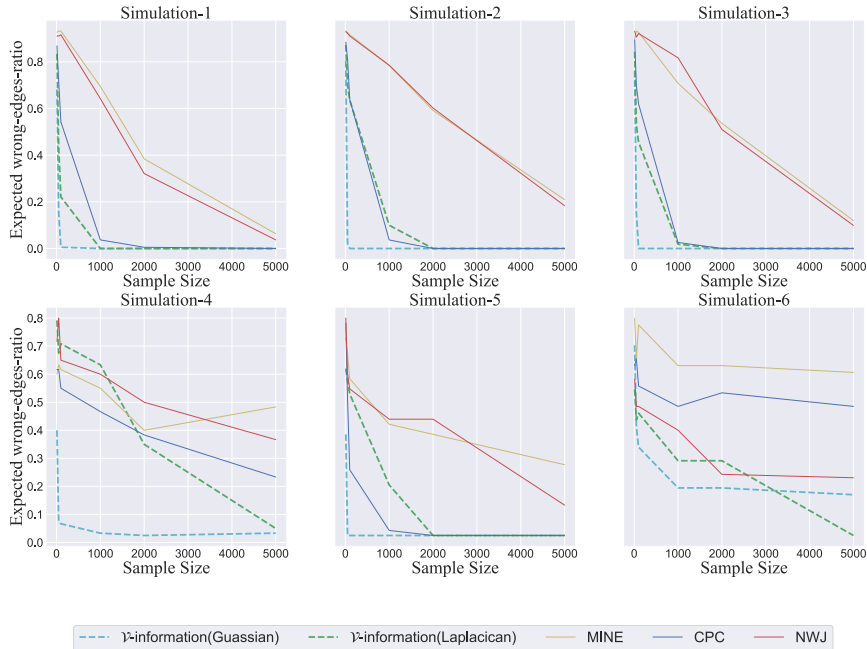 Simulation-1 Simulation-2 Simulation-3
Expected wrong-edges-ratio
0.8
0.6
0.4
0.2
0.0
0 1000 2000 3000 4000 5000 0 1000 2000 3000 4000 5000 0 1000 2000 3000 4000 5000
Sample Size Sample Size Sample Size
Simulation-4 Simulation-5 Simulation-6
Expected wrong-edges-ratio
0.8
0.7
0.6
0.5
0.4
0.3
0.2
0.1
0.0
0 1000 2000 3000 4000 5000 0 1000 2000 3000 4000 5000 0 1000 2000 3000 4000 5000
Sample Size Sample Size Sample Size
𝒱-information(Guassian) 𝒱-information(Laplacican) MINE CPC NWJ